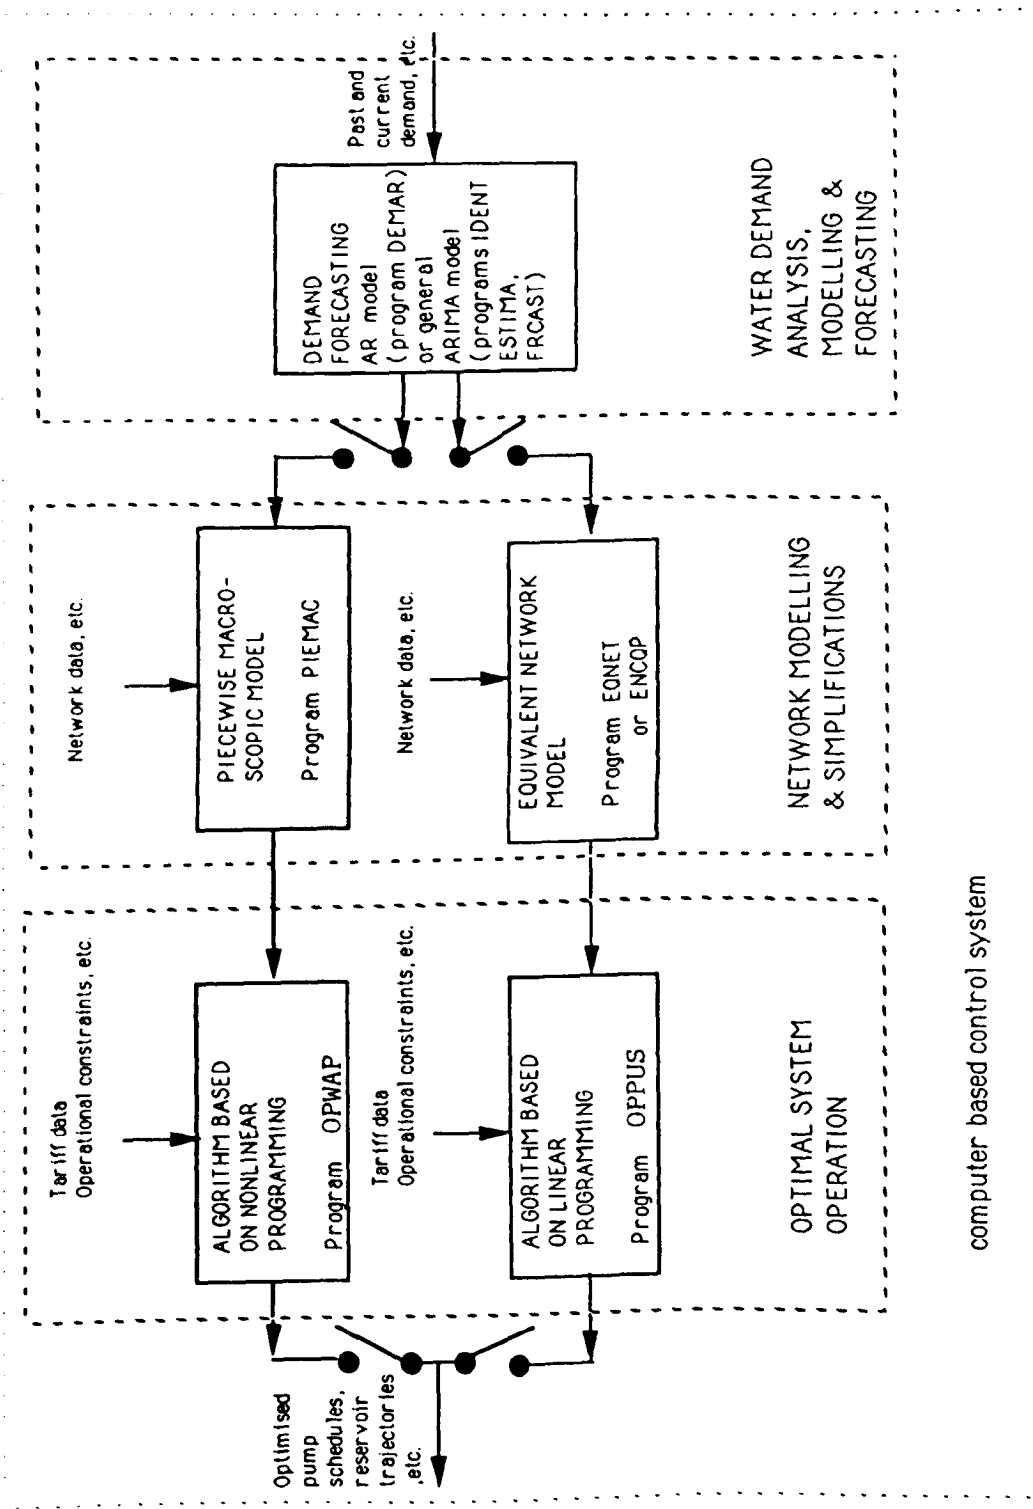 Past and
current
demand, etc.
DEMAND
FORECASTING
AR model
(program DEMAR)
or general
ARIMA model
(programs IDENT
ESTIMA,
FRCAST)
WATER DEMAND
ANALYSIS,
MODELLING &
FORECASTING
Network data, etc.
PIECEWISE MACRO-
SCOPIC MODEL
Program PIEMAC
Network data, etc.
EQUIVALENT NETWORK
MODEL
Program EQNET
or ENCOP
NETWORK MODELLING
& SIMPLIFICATIONS
Tariff data
Operational constraints, etc.
ALGORITHM BASED
ON NONLINEAR
PROGRAMMING
Program OPWAP
Tariff data
Operational constraints, etc.
ALGORITHM BASED
ON LINEAR
PROGRAMMING
Program OPPUS
OPTIMAL SYSTEM
OPERATION
Optimised
pump
schedules,
reservoir
trajectories
,etc.
computer based control system